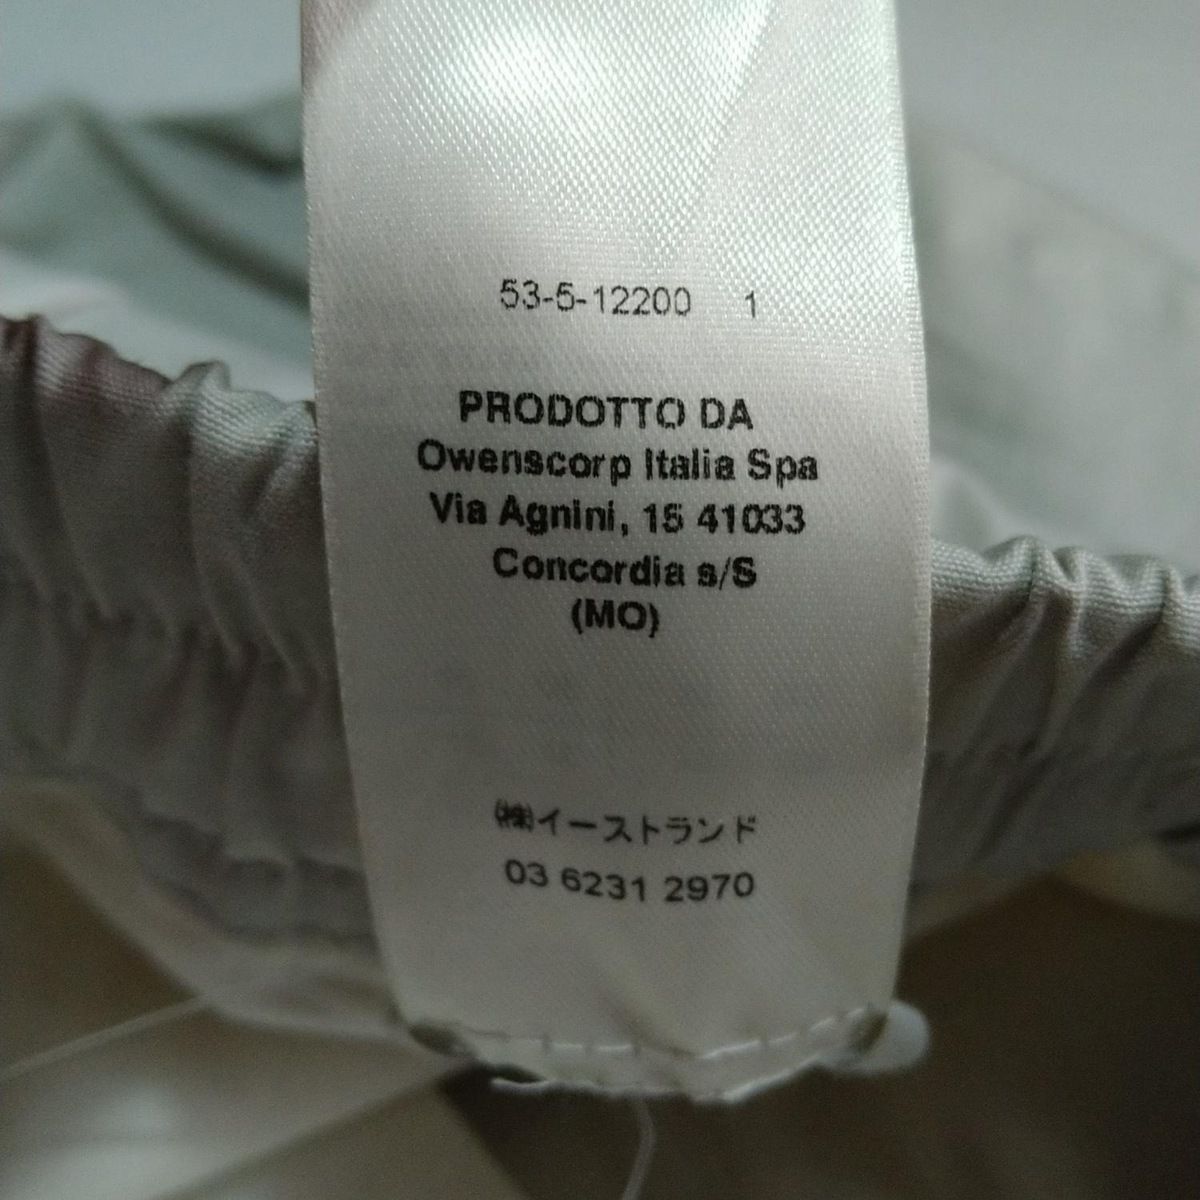 53-5-12200 1
PRODOTTO DA
Owenscorp Italia Spa
Via Agnini, 15 41033
Concordia s/S
(MO)
㈱イーストランド
03 6231 2970